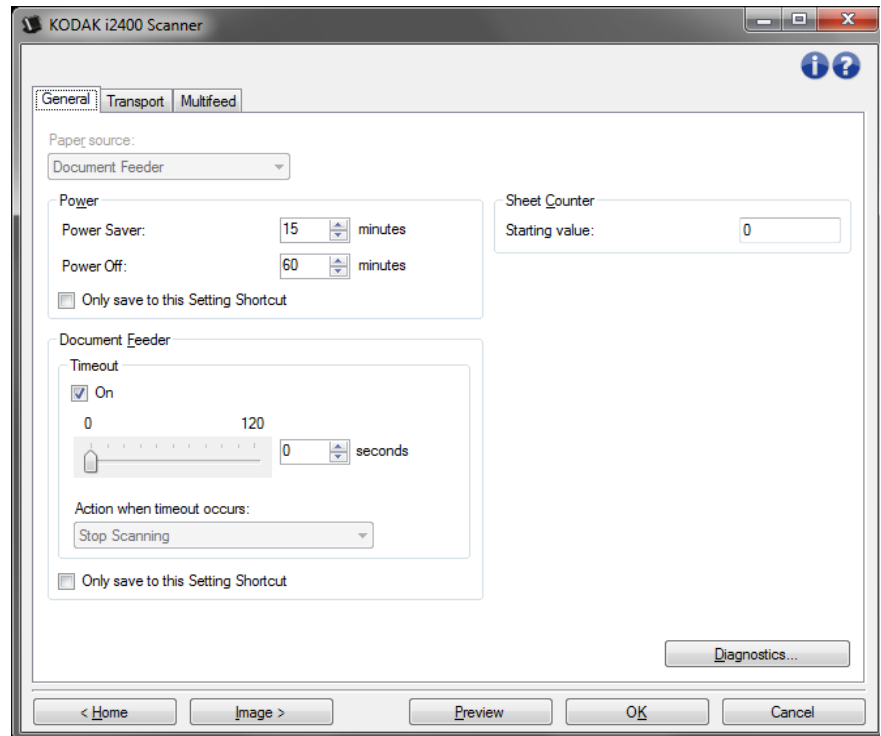 KODAK i2400 Scanner
General Transport Multifeed
Paper source:
Document Feeder
Power
Power Saver: 15 minutes
Power Off: 60 minutes
Only save to this Setting Shortcut
Sheet Counter
Starting value: 0
Document Feeder
Timeout
On
0 120
0 seconds
Action when timeout occurs:
Stop Scanning
Only save to this Setting Shortcut
Diagnostics...
< Home Image > Preview OK Cancel